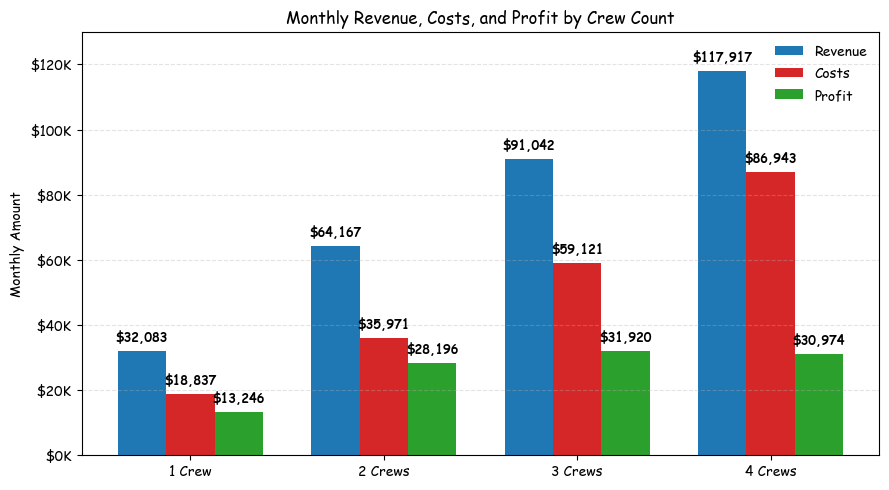 Monthly Revenue, Costs, and Profit by Crew Count
Revenue
Costs
Profit
Monthly Amount
$120K
$100K
$80K
$60K
$40K
$20K
$0K
$32,083
$18,837
$13,246
$64,167
$35,971
$28,196
$91,042
$59,121
$31,920
$117,917
$86,943
$30,974
1 Crew
2 Crews
3 Crews
4 Crews